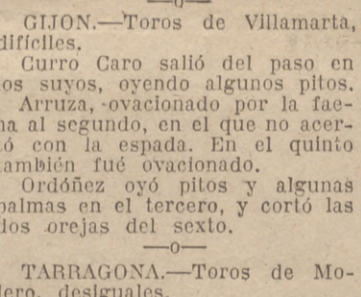 —o—
GIJON.—Toros de Villamarta,
difíciles.
Curro Caro salió del paso en
los suyos, oyendo algunos pitos.
Arruza, ovacionado por la fae-
na al segundo, en el que no acer-
tó con la espada. En el quinto
también fué ovacionado.
Ordóñez oyó pitos y algunas
palmas en el tercero, y cortó las
dos orejas del sexto.
—o—
TARRAGONA.—Toros de Mo-
lero, desiguales.